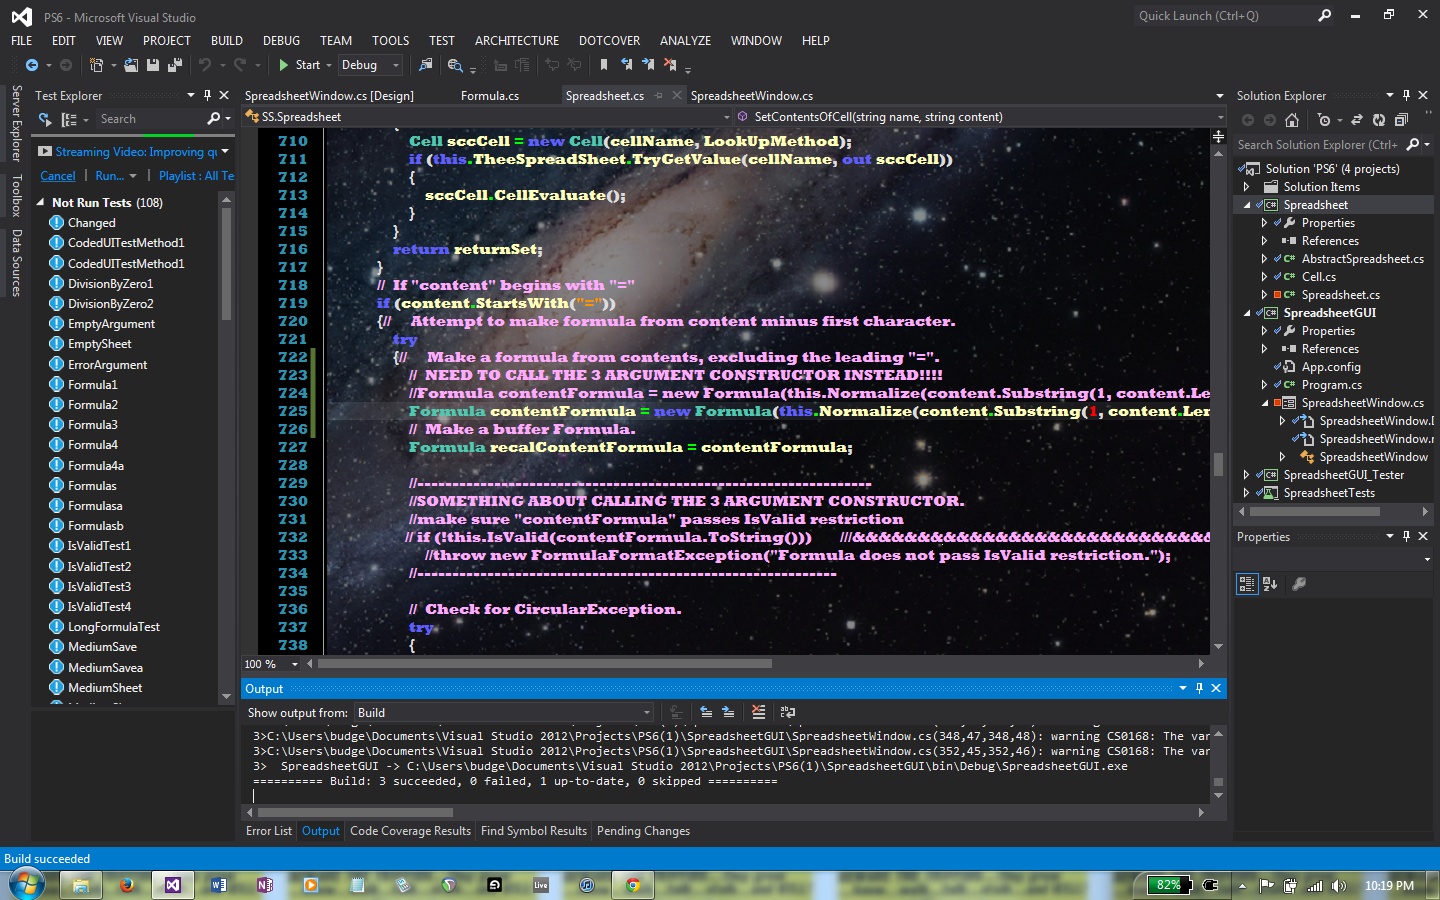 PS6 - Microsoft Visual Studio
Quick Launch (Ctrl+Q)
FILE EDIT VIEW PROJECT BUILD DEBUG TEAM TOOLS TEST ARCHITECTURE DOTCOVER ANALYZE WINDOW HELP
Start Debug
Server Explorer
Toolbox
Data Sources
Test Explorer
Search
Streaming Video: Improving qu
Cancel | Run... | Playlist : All Te
Not Run Tests (108)
Changed
CodedUITestMethod1
CodedUITestMethod1
DivisionByZero1
DivisionByZero2
EmptyArgument
EmptySheet
ErrorArgument
Formula1
Formula2
Formula3
Formula4
Formula4a
Formulas
Formulasa
Formulasb
IsValidTest1
IsValidTest2
IsValidTest3
IsValidTest4
LongFormulaTest
MediumSave
MediumSavea
MediumSheet
SpreadsheetWindow.cs [Design] Formula.cs Spreadsheet.cs SpreadsheetWindow.cs
SS.Spreadsheet SetContentsOfCell(string name, string content)
710 Cell sccCell = new Cell(cellName, LookUpMethod);
711 if (this.TheeSpreadSheet.TryGetValue(cellName, out sccCell))
712 {
713 sccCell.CellEvaluate();
714 }
715 }
716 return returnSet;
717 }
718 // If "content" begins with "="
719 if (content.StartsWith("="))
720 {// Attempt to make formula from content minus first character.
721 try
722 {// Make a formula from contents, excluding the leading "=".
723 // NEED TO CALL THE 3 ARGUMENT CONSTRUCTOR INSTEAD!!!!
724 //Formula contentFormula = new Formula(this.Normalize(content.Substring(1, content.Le
725 Formula contentFormula = new Formula(this.Normalize(content.Substring(1, content.Len
726 // Make a buffer Formula.
727 Formula recalContentFormula = contentFormula;
728
729 //-----------------------------------------------------------------
730 //SOMETHING ABOUT CALLING THE 3 ARGUMENT CONSTRUCTOR.
731 //make sure "contentFormula" passes IsValid restriction
732 // if (!this.IsValid(contentFormula.ToString())) ///&&&&&&&&&&&&&&&&&&&&&&&&&&&&
733 //throw new FormulaFormatException("Formula does not pass IsValid restriction.");
734 //------------------------------------------------------------
735
736 // Check for CircularException.
737 try
738 {
100 %
Output
Show output from: Build
3>C:\Users\budge\Documents\Visual Studio 2012\Projects\PS6(1)\SpreadsheetGUI\SpreadsheetWindow.cs(348,47,348,48): warning CS0168: The var
3>C:\Users\budge\Documents\Visual Studio 2012\Projects\PS6(1)\SpreadsheetGUI\SpreadsheetWindow.cs(352,45,352,46): warning CS0168: The var
3> SpreadsheetGUI -> C:\Users\budge\Documents\Visual Studio 2012\Projects\PS6(1)\SpreadsheetGUI\bin\Debug\SpreadsheetGUI.exe
========== Build: 3 succeeded, 0 failed, 1 up-to-date, 0 skipped ==========
Error List Output Code Coverage Results Find Symbol Results Pending Changes
Solution Explorer
Search Solution Explorer (Ctrl+
Solution 'PS6' (4 projects)
Solution Items
Spreadsheet
Properties
References
AbstractSpreadsheet.cs
Cell.cs
Spreadsheet.cs
SpreadsheetGUI
Properties
References
App.config
Program.cs
SpreadsheetWindow.cs
SpreadsheetWindow.D
SpreadsheetWindow.r
SpreadsheetWindow
SpreadsheetGUI_Tester
SpreadsheetTests
Properties
Build succeeded
Live
82%
10:19 PM